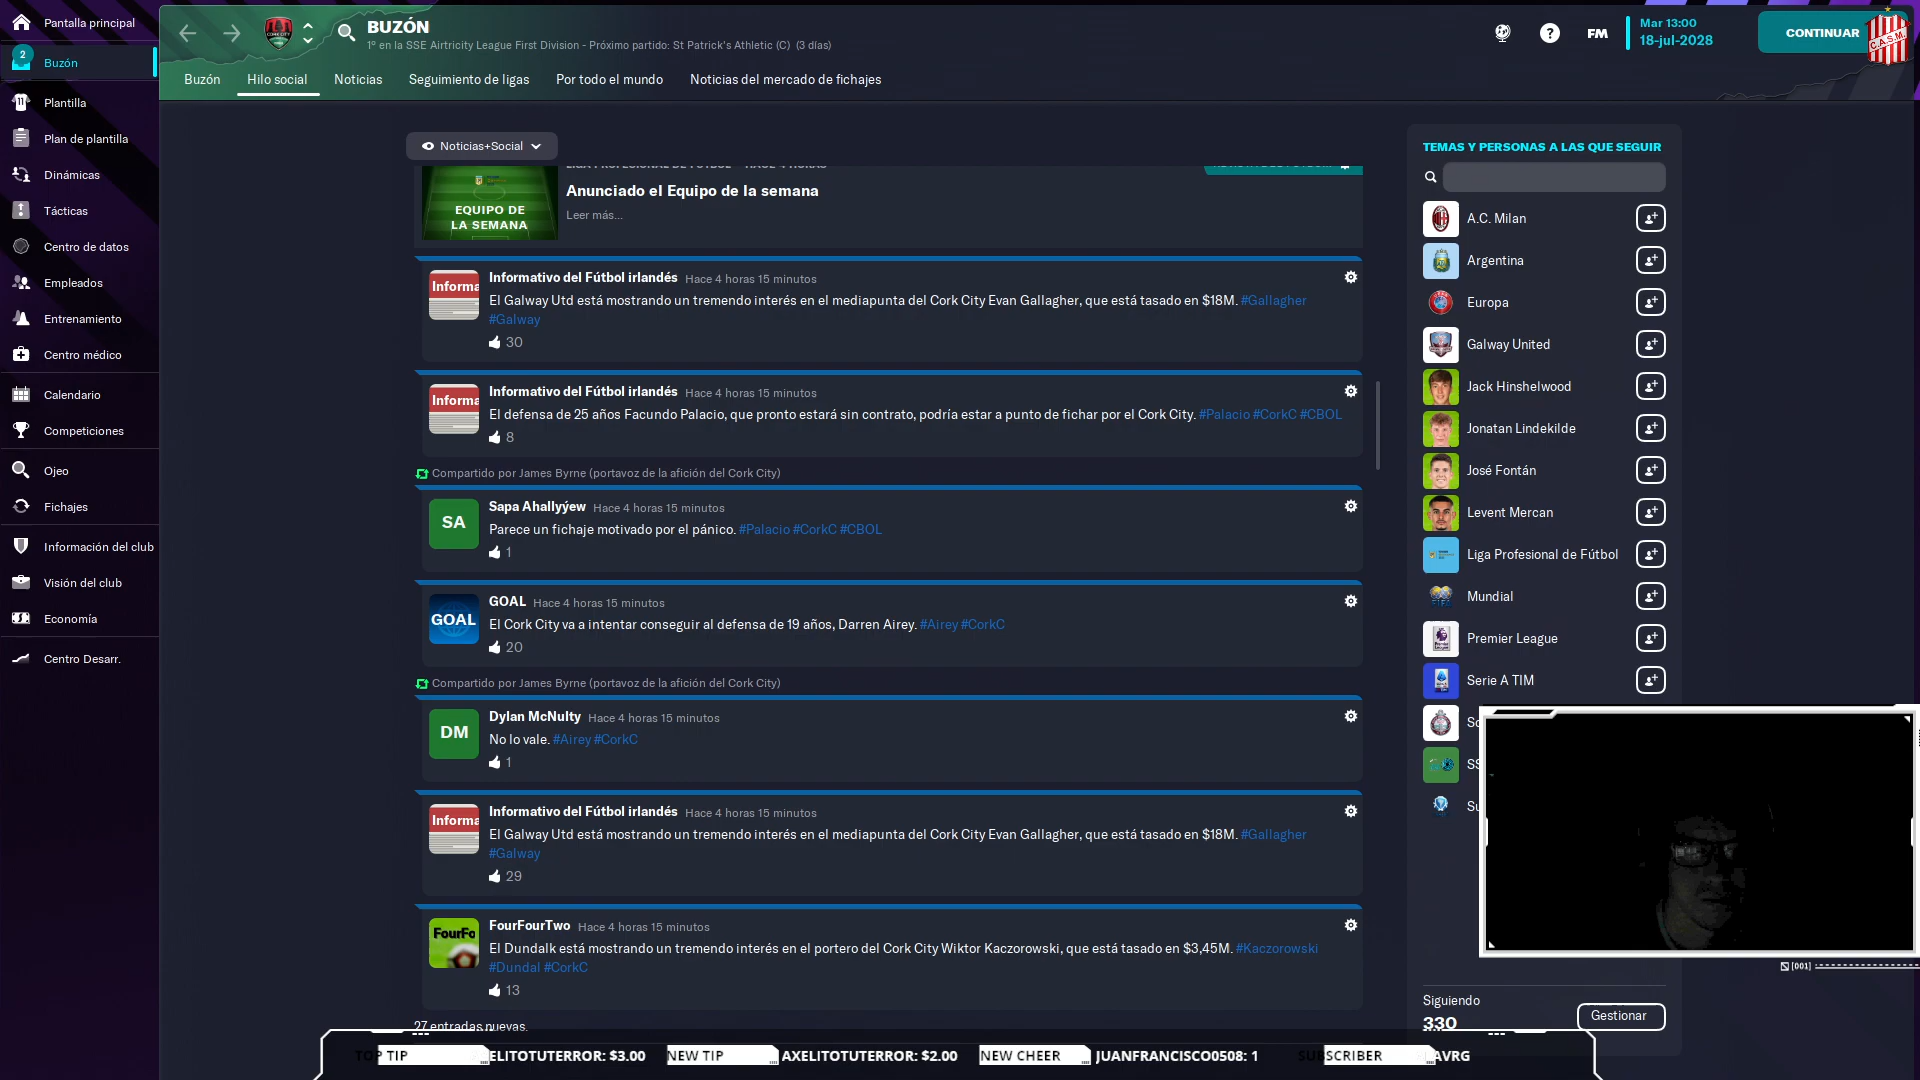 Pantalla principal
2
Buzón
Plantilla
Plan de plantilla
Dinámicas
Tácticas
Centro de datos
Empleados
Entrenamiento
Centro médico
Calendario
Competiciones
Ojeo
Fichajes
Información del club
Visión del club
Economía
Centro Desarr.
BUZÓN
1º en la SSE Airtricity League First Division - Próximo partido: St Patrick's Athletic (C) (3 días)
FM
Mar 13:00
18-jul-2028
CONTINUAR
C.A.S.M.
Buzón
Hilo social
Noticias
Seguimiento de ligas
Por todo el mundo
Noticias del mercado de fichajes
Noticias+Social
EQUIPO DE
LA SEMANA
Anunciado el Equipo de la semana
Leer más...
Informa
Informativo del Fútbol irlandés Hace 4 horas 15 minutos
El Galway Utd está mostrando un tremendo interés en el mediapunta del Cork City Evan Gallagher, que está tasado en $18M. #Gallagher
#Galway
30
Informa
Informativo del Fútbol irlandés Hace 4 horas 15 minutos
El defensa de 25 años Facundo Palacio, que pronto estará sin contrato, podría estar a punto de fichar por el Cork City. #Palacio #CorkC #CBOL
8
Compartido por James Byrne (portavoz de la afición del Cork City)
SA
Sapa Ahallyýew Hace 4 horas 15 minutos
Parece un fichaje motivado por el pánico. #Palacio #CorkC #CBOL
1
GOAL
GOAL Hace 4 horas 15 minutos
El Cork City va a intentar conseguir al defensa de 19 años, Darren Airey. #Airey #CorkC
20
Compartido por James Byrne (portavoz de la afición del Cork City)
DM
Dylan McNulty Hace 4 horas 15 minutos
No lo vale. #Airey #CorkC
1
Informa
Informativo del Fútbol irlandés Hace 4 horas 15 minutos
El Galway Utd está mostrando un tremendo interés en el mediapunta del Cork City Evan Gallagher, que está tasado en $18M. #Gallagher
#Galway
29
FourFo
FourFourTwo Hace 4 horas 15 minutos
El Dundalk está mostrando un tremendo interés en el portero del Cork City Wiktor Kaczorowski, que está tasado en $3,45M. #Kaczorowski
#Dundal #CorkC
13
27 entradas nuevas.
TEMAS Y PERSONAS A LAS QUE SEGUIR
A.C. Milan
Argentina
Europa
Galway United
Jack Hinshelwood
Jonatan Lindekilde
José Fontán
Levent Mercan
Liga Profesional de Fútbol
Mundial
Premier League
Serie A TIM
So
SS
Su
[001]
Siguiendo
330
Gestionar
TOP TIP
ELITOTUTERROR: $3.00
NEW TIP
AXELITOTUTERROR: $2.00
NEW CHEER
JUANFRANCISCO0508: 1
SUBSCRIBER
AVRG